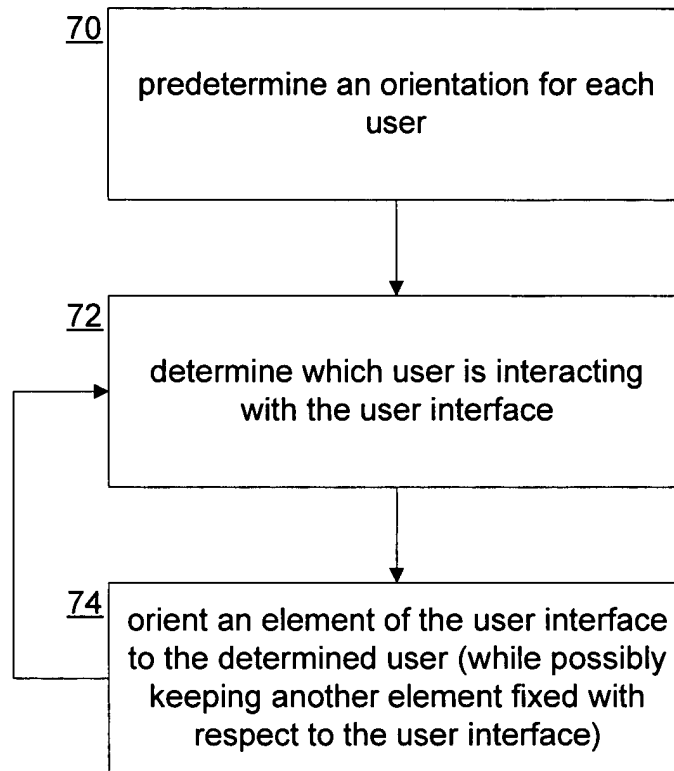 70
predetermine an orientation for each
user
72
determine which user is interacting
with the user interface
74
orient an element of the user interface
to the determined user (while possibly
keeping another element fixed with
respect to the user interface)